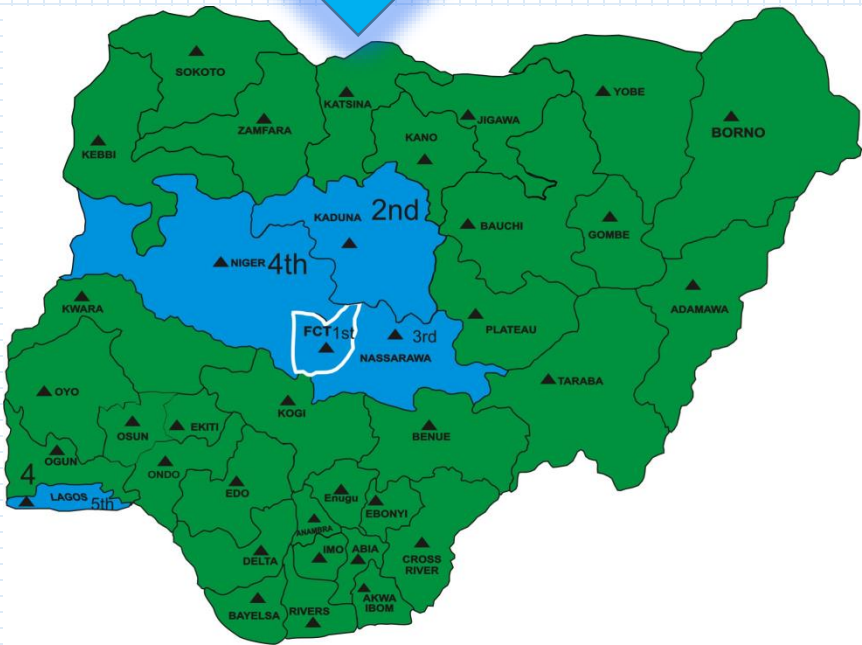 SOKOTO
KATSINA
YOBE
ZAMFARA
JIGAWA
BORNO
KANO
KEBBI
KADUNA 2nd
BAUCHI
GOMBE
NIGER 4th
ADAMAWA
KWARA
PLATEAU
FCT 1st
3rd
NASSARAWA
TARABA
OYO
KOGI
OSUN
EKITI
BENUE
OGUN
ONDO
4
EDO
LAGOS 5th
Enugu
EBONYI
ANAMBRA
IMO
ABIA
DELTA
CROSS
RIVER
AKWA
IBOM
BAYELSA
RIVERS